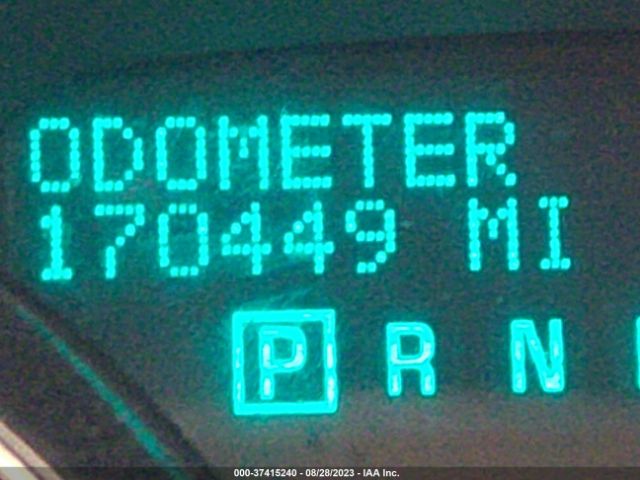 ODOMETER
170449 MI
P R N
000-37415240 - 08/28/2023 - IAA Inc.